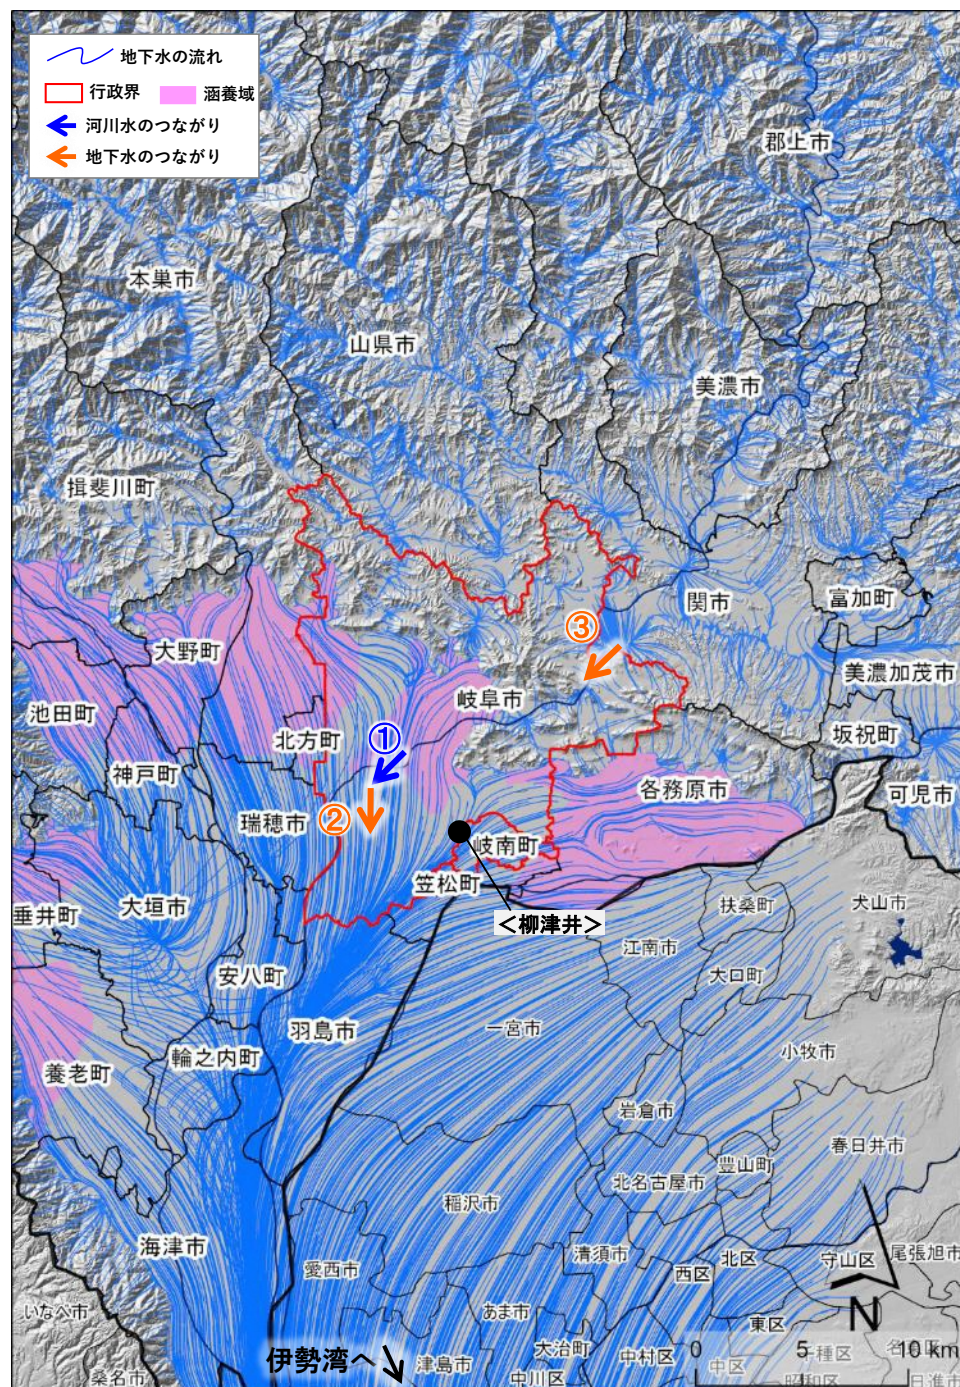 地下水の流れ
行政界 涵養域
河川水のつながり
地下水のつながり
郡上市
本巣市
山県市
美濃市
揖斐川町
富加町
関市
③
大野町
美濃加茂市
岐阜市
池田町
坂祝町
北方町
①
神戸町
各務原市
可児市
瑞穂市
②
岐南町
笠松町
垂井町
大垣市
扶桑町
犬山市
<柳津井>
江南市
安八町
大口町
羽島市
一宮市
輪之内町
小牧市
養老町
岩倉市
春日井市
豊山町
北名古屋市
稲沢市
海津市
清須市
北区
守山区
尾張旭市
愛西市
西区
いなべ市
あま市
東区
N
大治町
0 5 10 km
伊勢湾へ
津島市
中村区
中区
千種区
桑名市
中川区
昭和区
日進市